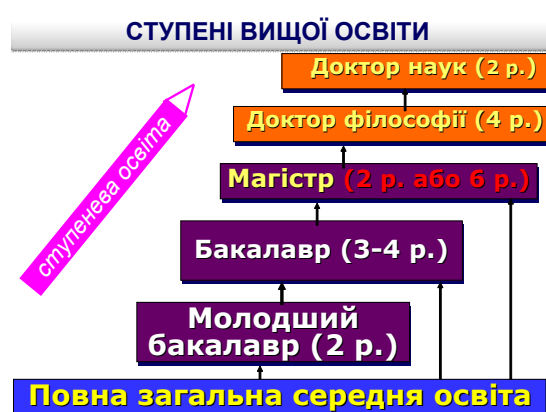 СТУПЕНІ ВИЩОЇ ОСВІТИ
Доктор наук (2 р.)
Доктор філософії (4 р.)
ступенева освіта
Магістр (2 р. або 6 р.)
Бакалавр (3-4 р.)
Молодший
бакалавр (2 р.)
Повна загальна середня освіта